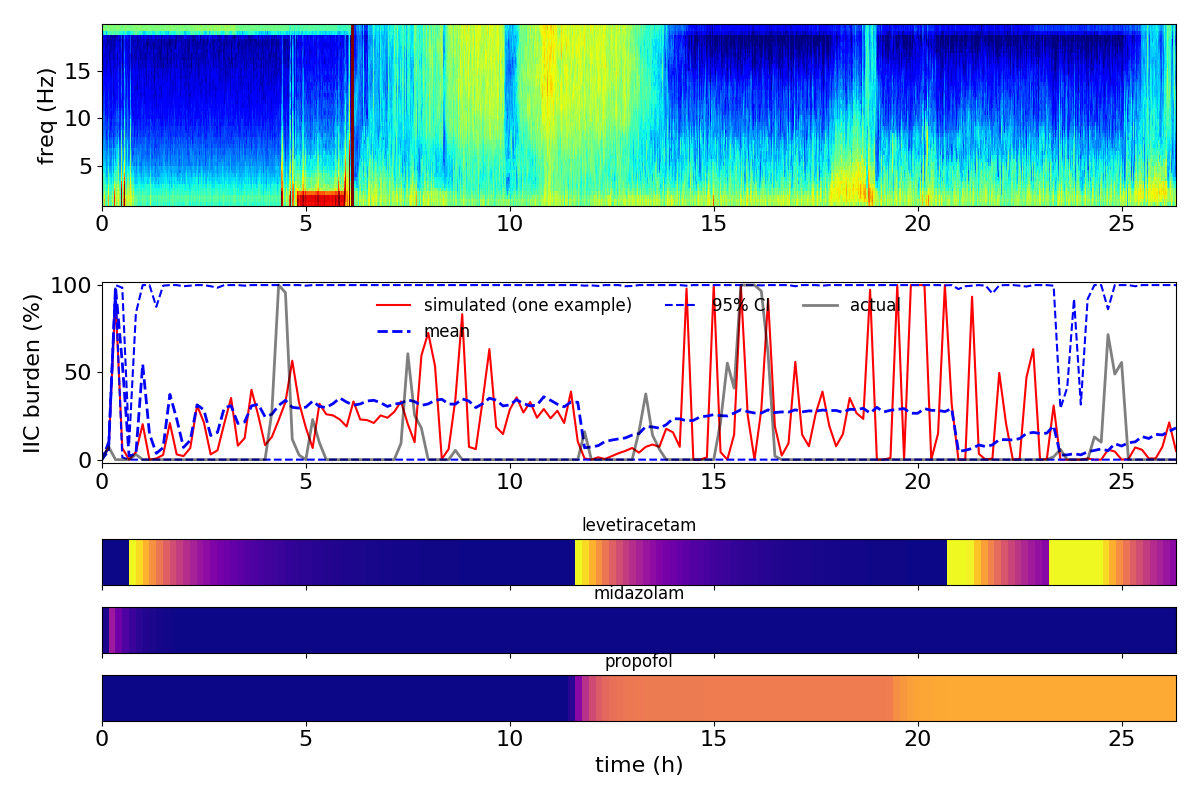 freq (Hz)
15
10
5
0 5 10 15 20 25
IIC burden (%)
100
50
0
simulated (one example) 95% CI actual
mean
0 5 10 15 20 25
levetiracetam
midazolam
propofol
0 5 10 15 20 25
time (h)